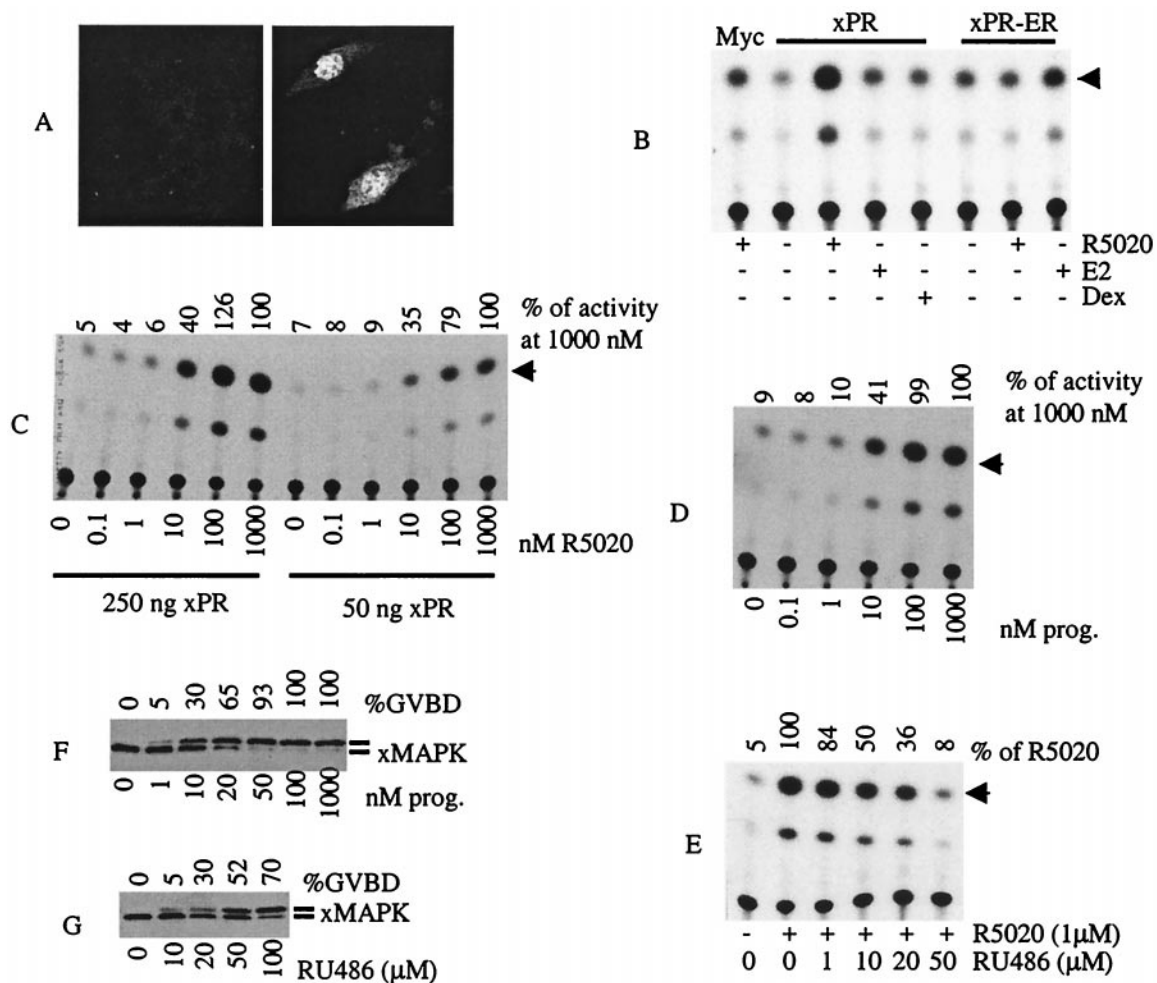 A
B
Myc xPR xPR-ER
+ - + - - - + - R5020
- - - + - - - + E2
- - - - + - - - Dex
C
5 4 6 40 126 100 7 8 9 35 79 100
% of activity
at 1000 nM
0 0.1 1 10 100 1000 0 0.1 1 10 100 1000
nM R5020
250 ng xPR 50 ng xPR
D
9 8 10 41 99 100
% of activity
at 1000 nM
0 0.1 1 10 100 1000
nM prog.
E
5 100 84 50 36 8
% of R5020
- + + + + + R5020 (1μM)
0 0 1 10 20 50 RU486 (μM)
F
0 5 30 65 93 100 100
%GVBD
xMAPK
0 1 10 20 50 100 1000
nM prog.
G
0 5 30 52 70
%GVBD
xMAPK
0 10 20 50 100
RU486 (μM)